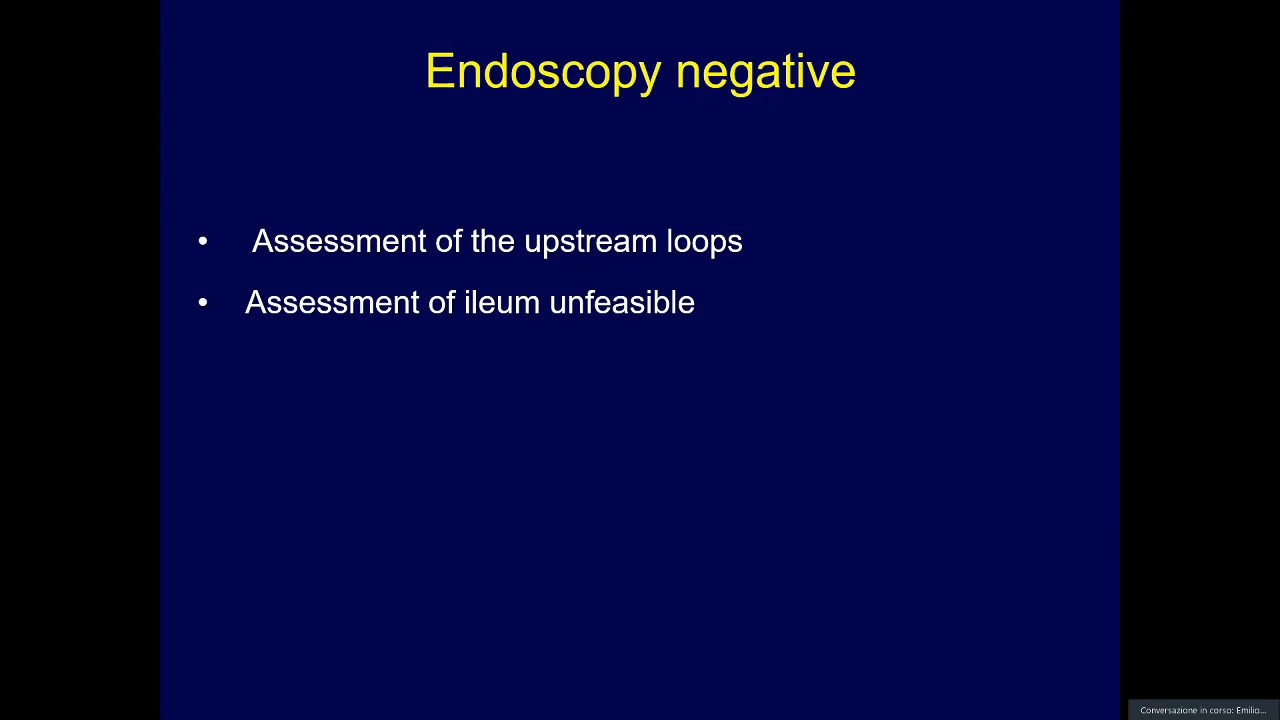 Endoscopy negative
• Assessment of the upstream loops
• Assessment of ileum unfeasible
Conversazione in corso: Emilio...